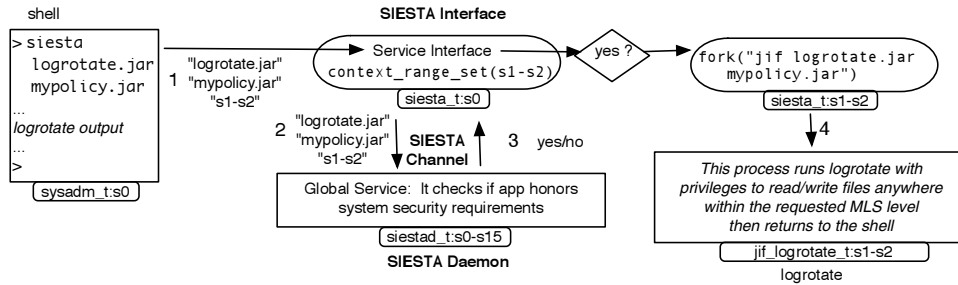 shell
> siesta
logrotate.jar
mypolicy.jar
...
logrotate output
...
>
sysadm_t:s0
1
"logrotate.jar"
"mypolicy.jar"
"s1-s2"
SIESTA Interface
Service Interface
context_range_set(s1-s2)
siesta_t:s0
yes ?
fork("jif logrotate.jar
mypolicy.jar")
siesta_t:s1-s2
2
"logrotate.jar"
"mypolicy.jar"
"s1-s2"
SIESTA
Channel
3
yes/no
Global Service: It checks if app honors
system security requirements
siestad_t:s0-s15
SIESTA Daemon
4
This process runs logrotate with
privileges to read/write files anywhere
within the requested MLS level
then returns to the shell
jif_logrotate_t:s1-s2
logrotate